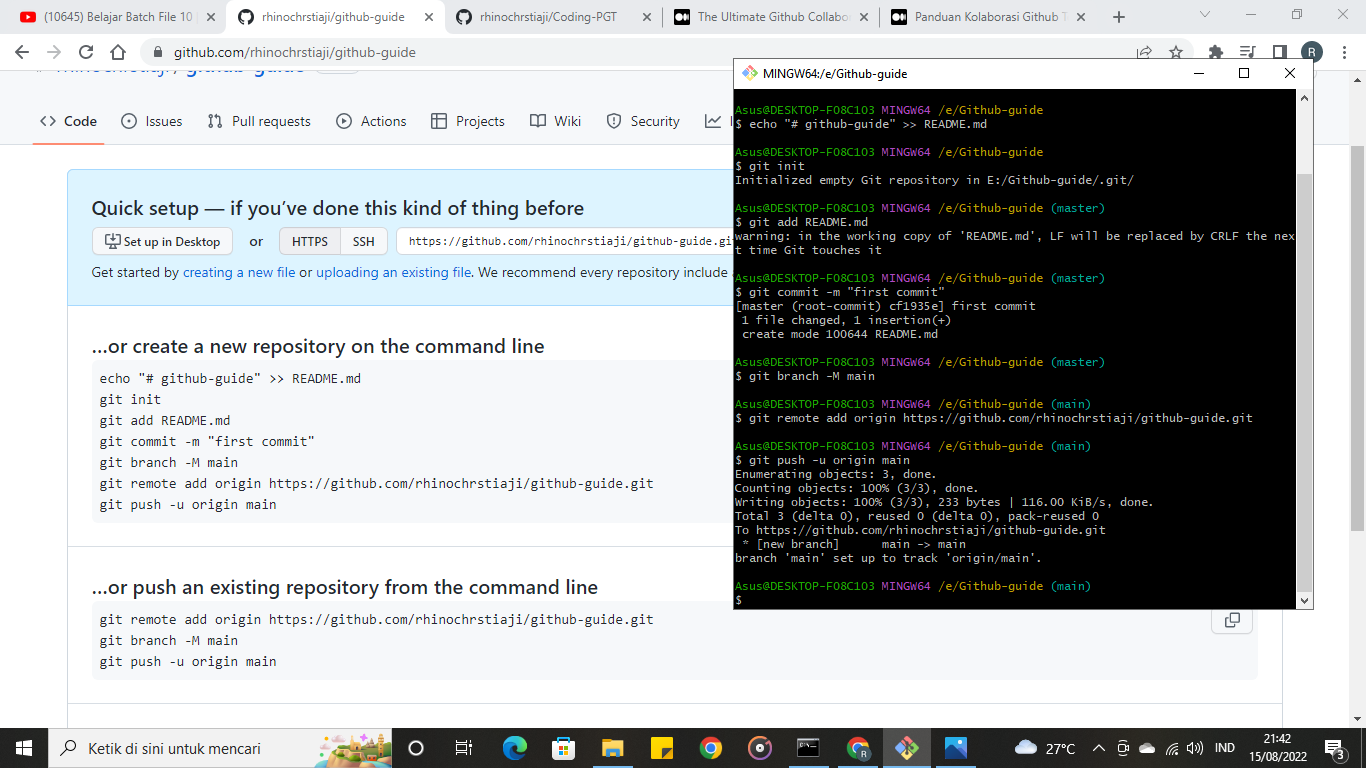 (10645) Belajar Batch File 10
rhinochrstiaji/github-guide
rhinochrstiaji/Coding-PGT
The Ultimate Github Collabo
Panduan Kolaborasi Github T
github.com/rhinochrstiaji/github-guide
R
Code
Issues
Pull requests
Actions
Projects
Wiki
Security
Quick setup — if you've done this kind of thing before
Set up in Desktop
or
HTTPS
SSH
https://github.com/rhinochrstiaji/github-guide.gi
Get started by creating a new file or uploading an existing file. We recommend every repository include
...or create a new repository on the command line
echo "# github-guide" >> README.md
git init
git add README.md
git commit -m "first commit"
git branch -M main
git remote add origin https://github.com/rhinochrstiaji/github-guide.git
git push -u origin main
...or push an existing repository from the command line
git remote add origin https://github.com/rhinochrstiaji/github-guide.git
git branch -M main
git push -u origin main
MINGW64:/e/Github-guide
Asus@DESKTOP-F08C103 MINGW64 /e/Github-guide
$ echo "# github-guide" >> README.md
Asus@DESKTOP-F08C103 MINGW64 /e/Github-guide
$ git init
Initialized empty Git repository in E:/Github-guide/.git/
Asus@DESKTOP-F08C103 MINGW64 /e/Github-guide (master)
$ git add README.md
warning: in the working copy of 'README.md', LF will be replaced by CRLF the nex
t time Git touches it
Asus@DESKTOP-F08C103 MINGW64 /e/Github-guide (master)
$ git commit -m "first commit"
[master (root-commit) cf1935e] first commit
1 file changed, 1 insertion(+)
create mode 100644 README.md
Asus@DESKTOP-F08C103 MINGW64 /e/Github-guide (master)
$ git branch -M main
Asus@DESKTOP-F08C103 MINGW64 /e/Github-guide (main)
$ git remote add origin https://github.com/rhinochrstiaji/github-guide.git
Asus@DESKTOP-F08C103 MINGW64 /e/Github-guide (main)
$ git push -u origin main
Enumerating objects: 3, done.
Counting objects: 100% (3/3), done.
Writing objects: 100% (3/3), 233 bytes | 116.00 KiB/s, done.
Total 3 (delta 0), reused 0 (delta 0), pack-reused 0
To https://github.com/rhinochrstiaji/github-guide.git
* [new branch] main -> main
branch 'main' set up to track 'origin/main'.
Asus@DESKTOP-F08C103 MINGW64 /e/Github-guide (main)
$
Ketik di sini untuk mencari
R
27°C
IND
21:42
15/08/2022
3